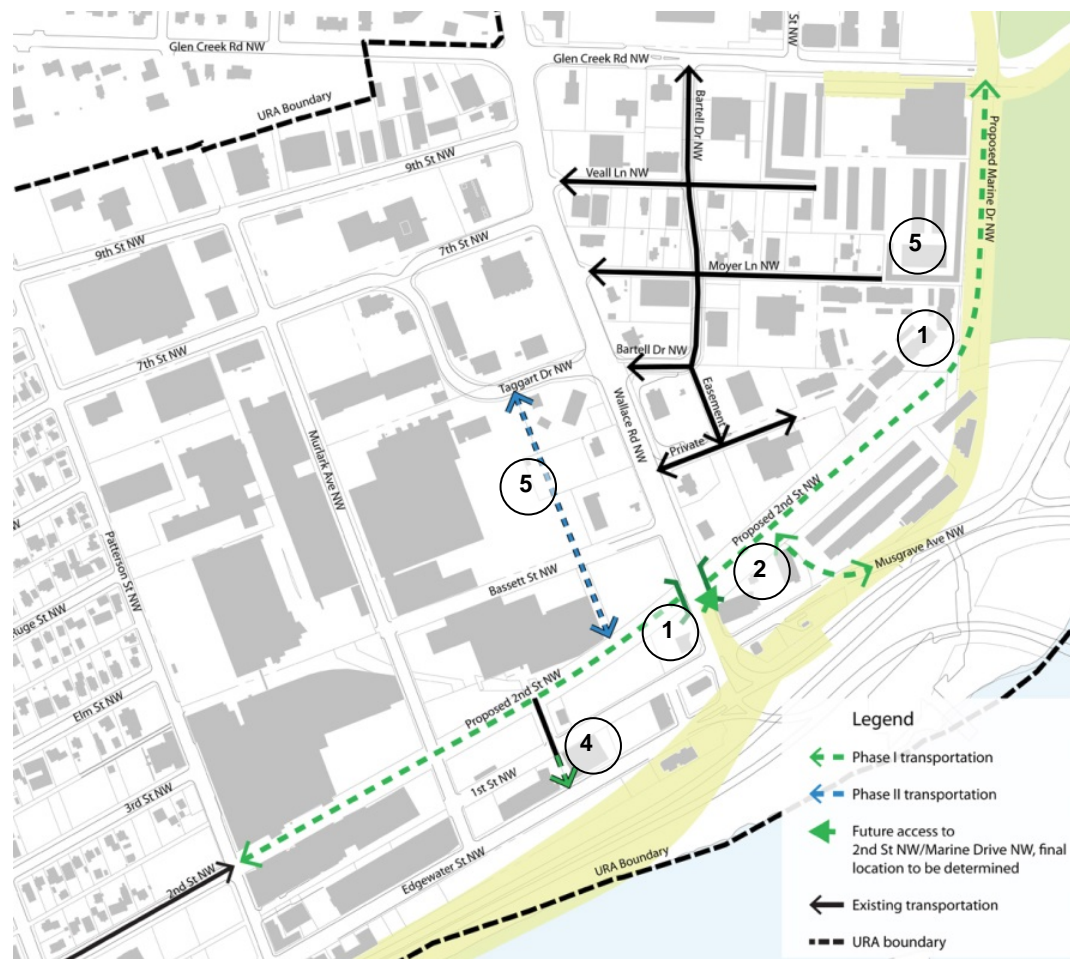 Glen Creek Rd NW
St NW
Glen Creek Rd NW
URA Boundary
Bartell Dr NW
Proposed Marine Dr NW
9th St NW
Veall Ln NW
9th St NW
7th St NW
5
Moyer Ln NW
1
7th St NW
Bartell Dr NW
Taggart Dr NW
Easement
Wallace Rd NW
Murlark Ave NW
Private
5
Proposed 2nd St NW
Patterson St NW
Musgrave Ave NW
2
Bassett St NW
Huge St NW
1
Proposed 2nd St NW
Elm St NW
4
1st St NW
3rd St NW
2nd St NW
Edgewater St NW
URA Boundary
Legend
Phase I transportation
Phase II transportation
Future access to
2nd St NW/Marine Drive NW, final
location to be determined
Existing transportation
URA boundary